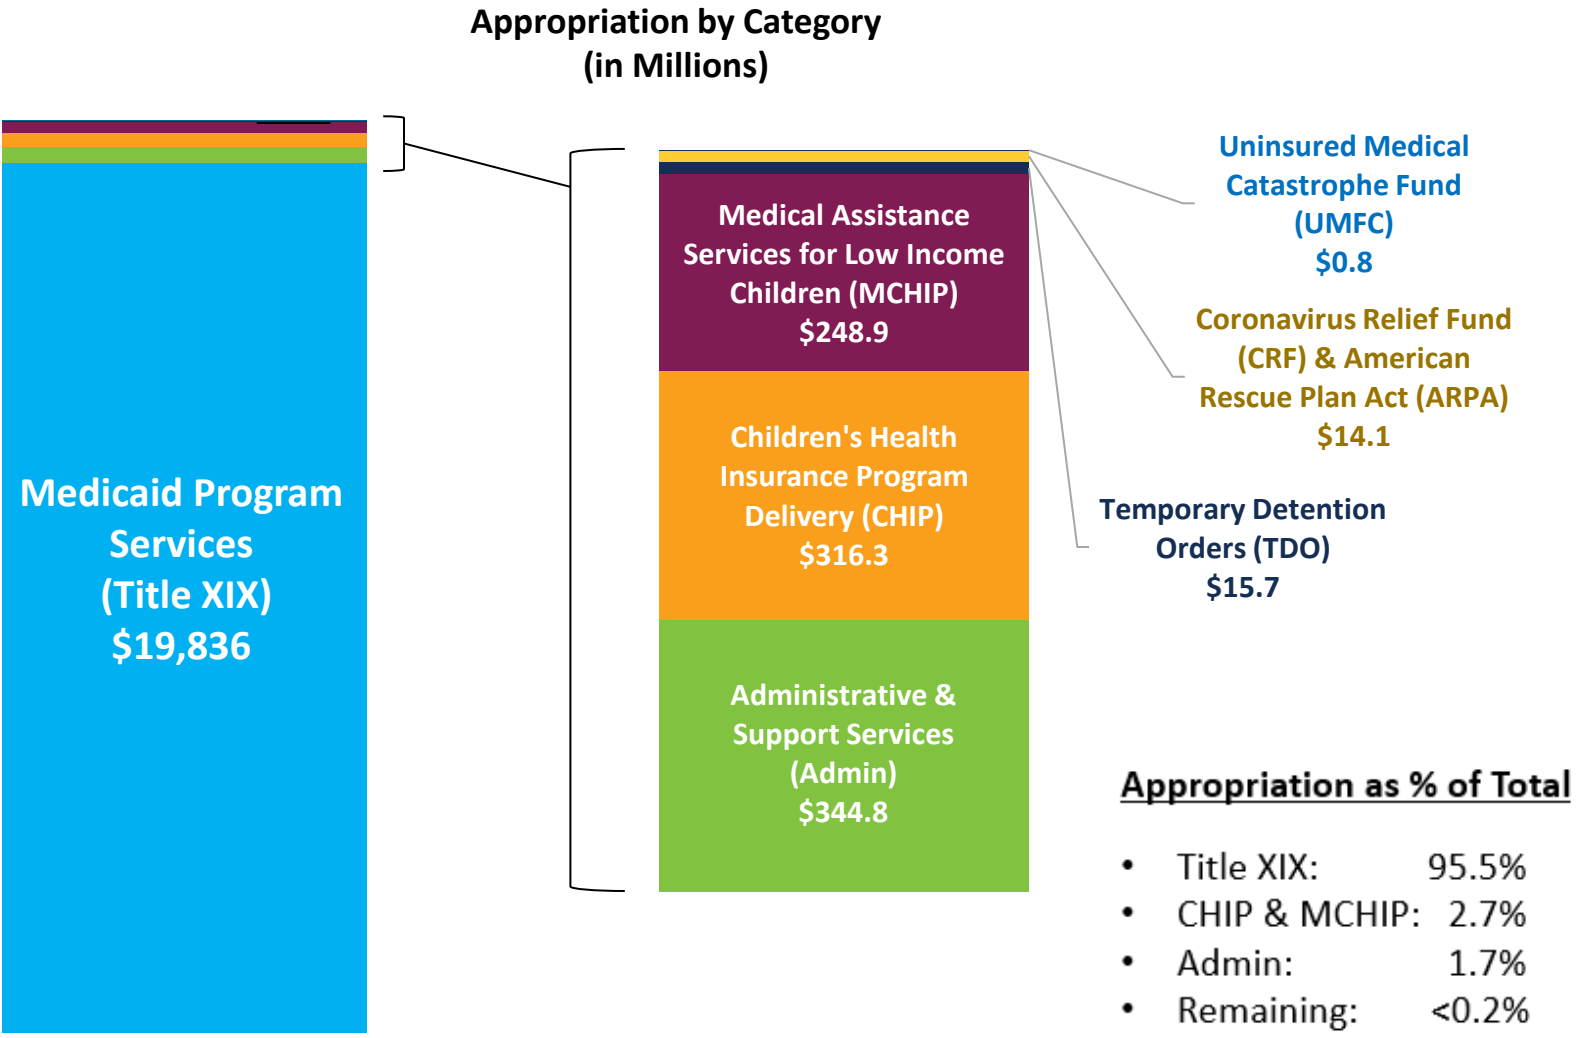 Appropriation by Category
(in Millions)
Medicaid Program
Services
(Title XIX)
$19,836
Medical Assistance
Services for Low Income
Children (MCHIP)
$248.9
Children's Health
Insurance Program
Delivery (CHIP)
$316.3
Administrative &
Support Services
(Admin)
$344.8
Uninsured Medical
Catastrophe Fund
(UMFC)
$0.8
Coronavirus Relief Fund
(CRF) & American
Rescue Plan Act (ARPA)
$14.1
Temporary Detention
Orders (TDO)
$15.7
Appropriation as % of Total
• Title XIX: 95.5%
• CHIP & MCHIP: 2.7%
• Admin: 1.7%
• Remaining: <0.2%